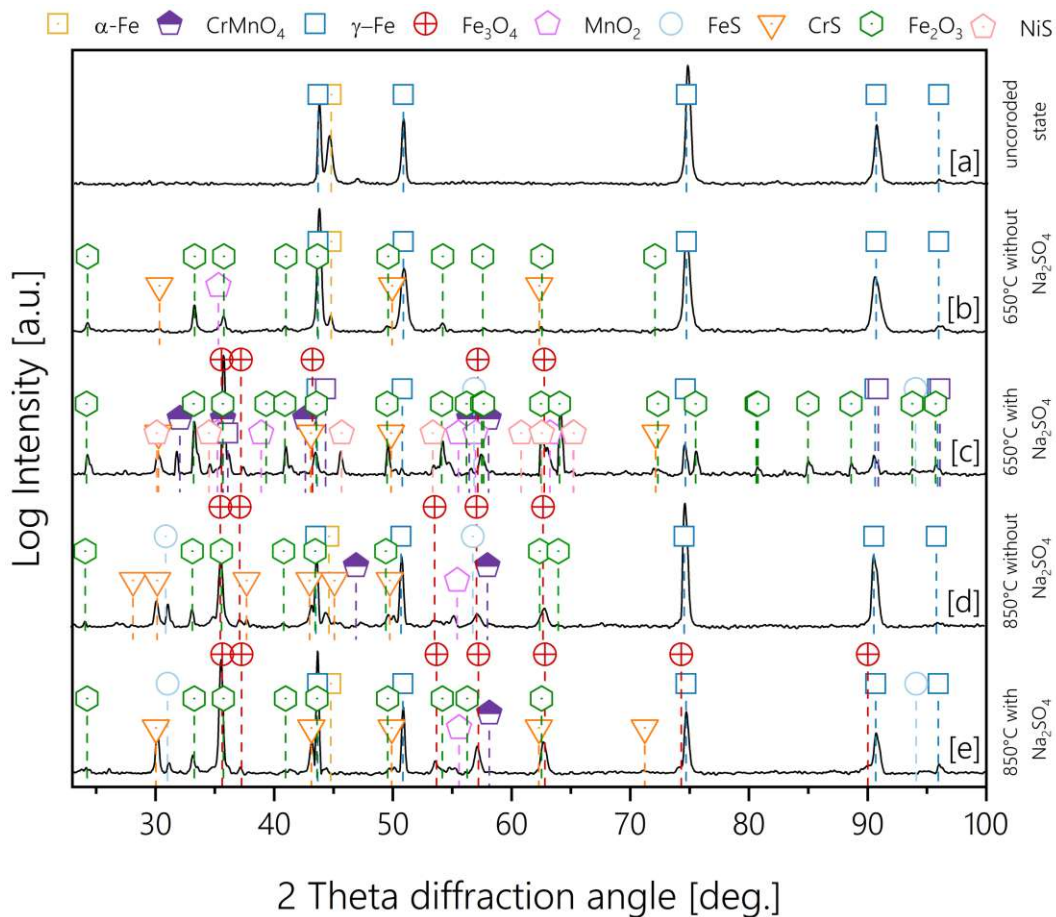 α-Fe CrMnO₄ γ–Fe Fe₃O₄ MnO₂ FeS CrS Fe₂O₃ NiS
[a]
uncoroded
state
[b]
650°C without
Na₂SO₄
[c]
650°C with
Na₂SO₄
[d]
850°C without
Na₂SO₄
[e]
850°C with
Na₂SO₄
Log Intensity [a.u.]
30 40 50 60 70 80 90 100
2 Theta diffraction angle [deg.]